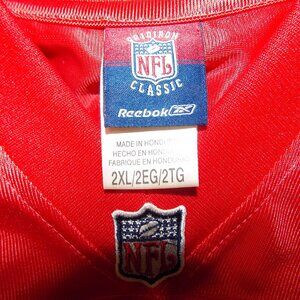 GRIDIRON
NFL
CLASSIC
Reebok
MADE IN HONDURAS
HECHO EN HONDURAS
FABRIQUE EN HONDURAS
2XL/2EG/2TG
NFL